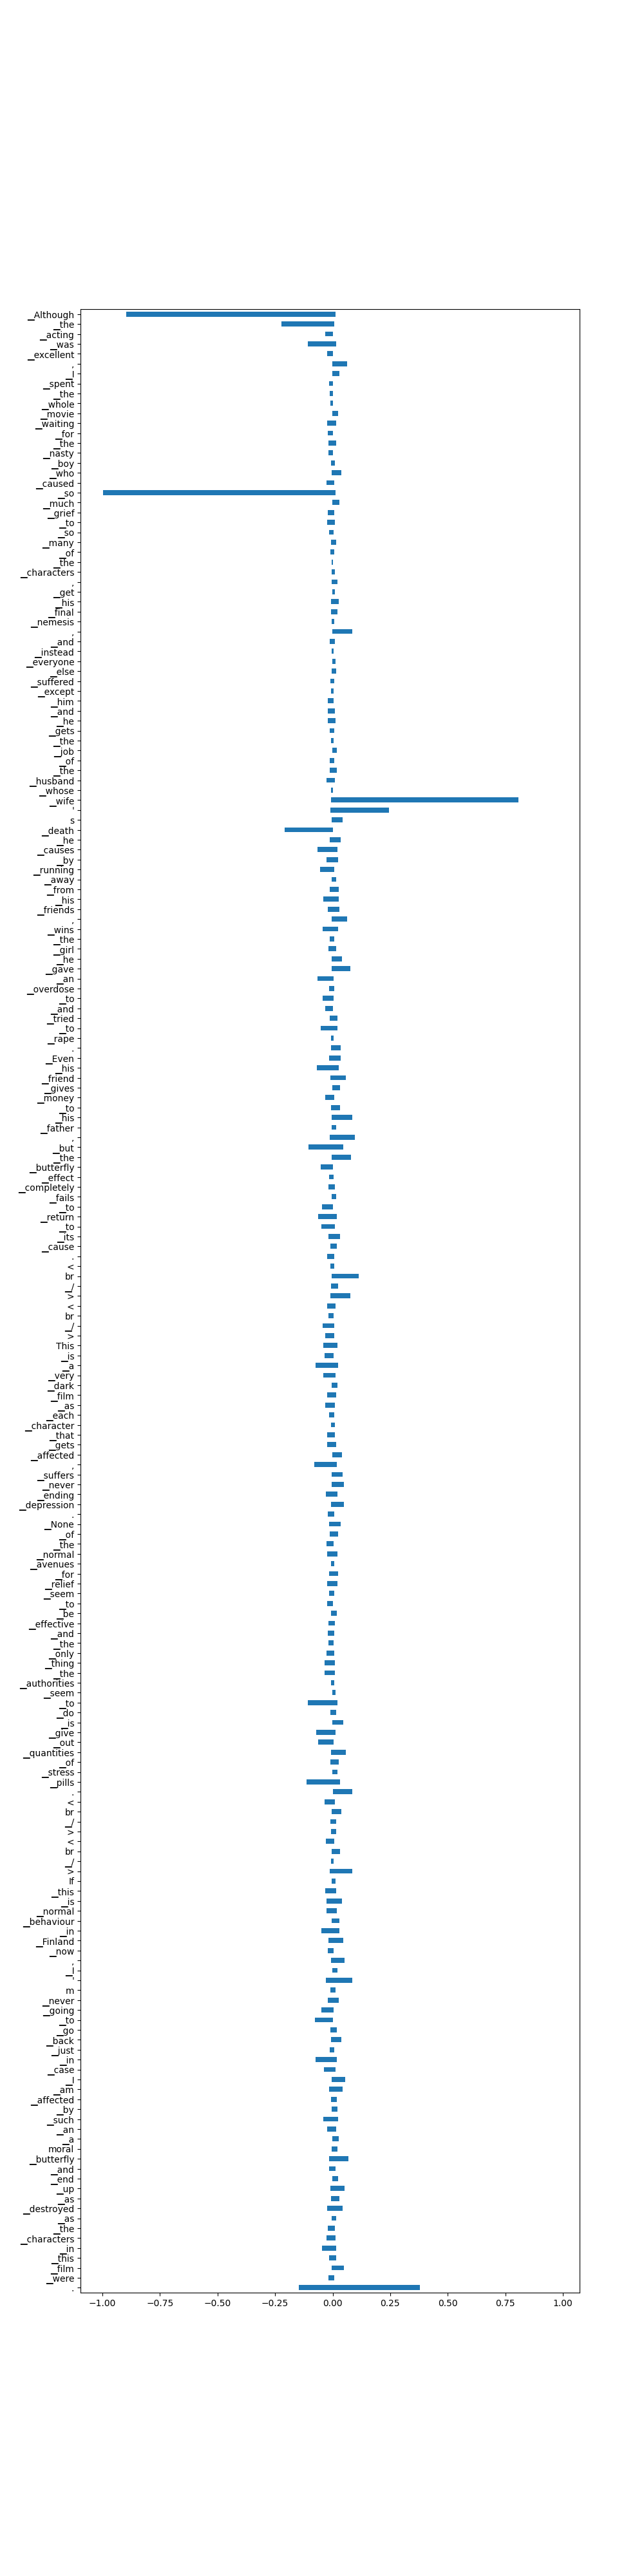 _Although
_the
_acting
_was
_excellent
,
_I
_spent
_the
_whole
_movie
_waiting
_for
_the
_nasty
_boy
_who
_caused
_so
_much
_grief
_to
_so
_many
_of
_the
_characters
,
_get
_his
_final
_nemesis
,
_and
_instead
_everyone
_else
_suffered
_except
_him
_and
_he
_gets
_the
_job
_of
_the
_husband
_whose
_wife
'
s
_death
_he
_causes
_by
_running
_away
_from
_his
_friends
,
_wins
_the
_girl
_he
_gave
_an
_overdose
_to
_and
_tried
_to
_rape
.
_Even
_his
_friend
_gives
_money
_to
_his
_father
,
_but
_the
_butterfly
_effect
_completely
_fails
_to
_return
_to
_its
_cause
.
<
br
_/
>
<
br
_/
>
This
_is
_a
_very
_dark
_film
_as
_each
_character
_that
_gets
_affected
,
_suffers
_never
_ending
_depression
.
_None
_of
_the
_normal
_avenues
_for
_relief
_seem
_to
_be
_effective
_and
_the
_only
_thing
_the
_authorities
_seem
_to
_do
_is
_give
_out
_quantities
_of
_stress
_pills
.
<
br
_/
>
<
br
_/
>
If
_this
_is
_normal
_behaviour
_in
_Finland
_now
,
_I
'
m
_never
_going
_to
_go
_back
_just
_in
_case
_I
_am
_affected
_by
_such
_an
_a
moral
_butterfly
_and
_end
_up
_as
_destroyed
_as
_the
_characters
_in
_this
_film
_were
.
−1.00 −0.75 −0.50 −0.25 0.00 0.25 0.50 0.75 1.00